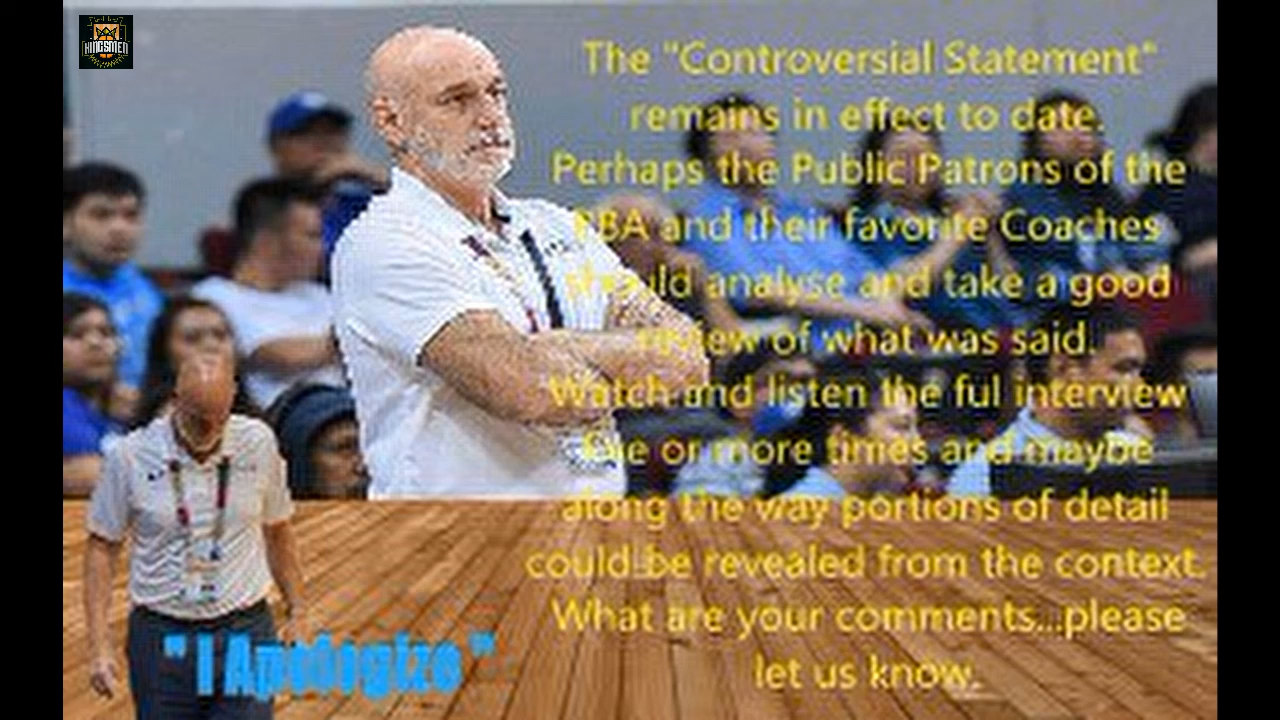 KINGSMEN
The "Controversial Statement"
remains in effect to date.
Perhaps the Public Patrons of the
PBA and their favorite Coaches
should analyse and take a good
review of what was said.
Watch and listen the ful interview
five or more times and maybe
along the way portions of detail
could be revealed from the context.
What are your comments...please
let us know.
" I Apologize "